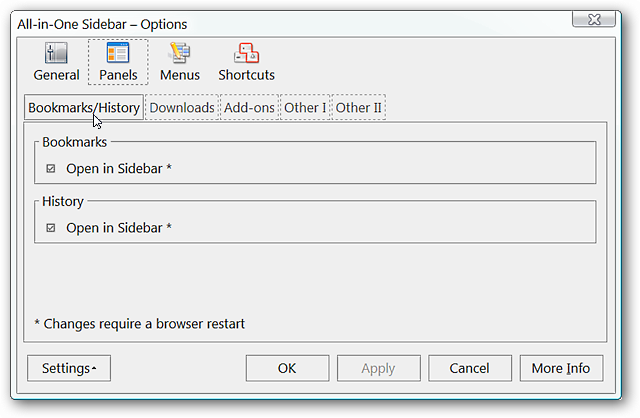 All-in-One Sidebar – Options
General Panels Menus Shortcuts
Bookmarks/History Downloads Add-ons Other I Other II
Bookmarks
Open in Sidebar *
History
Open in Sidebar *
* Changes require a browser restart
Settings OK Apply Cancel More Info